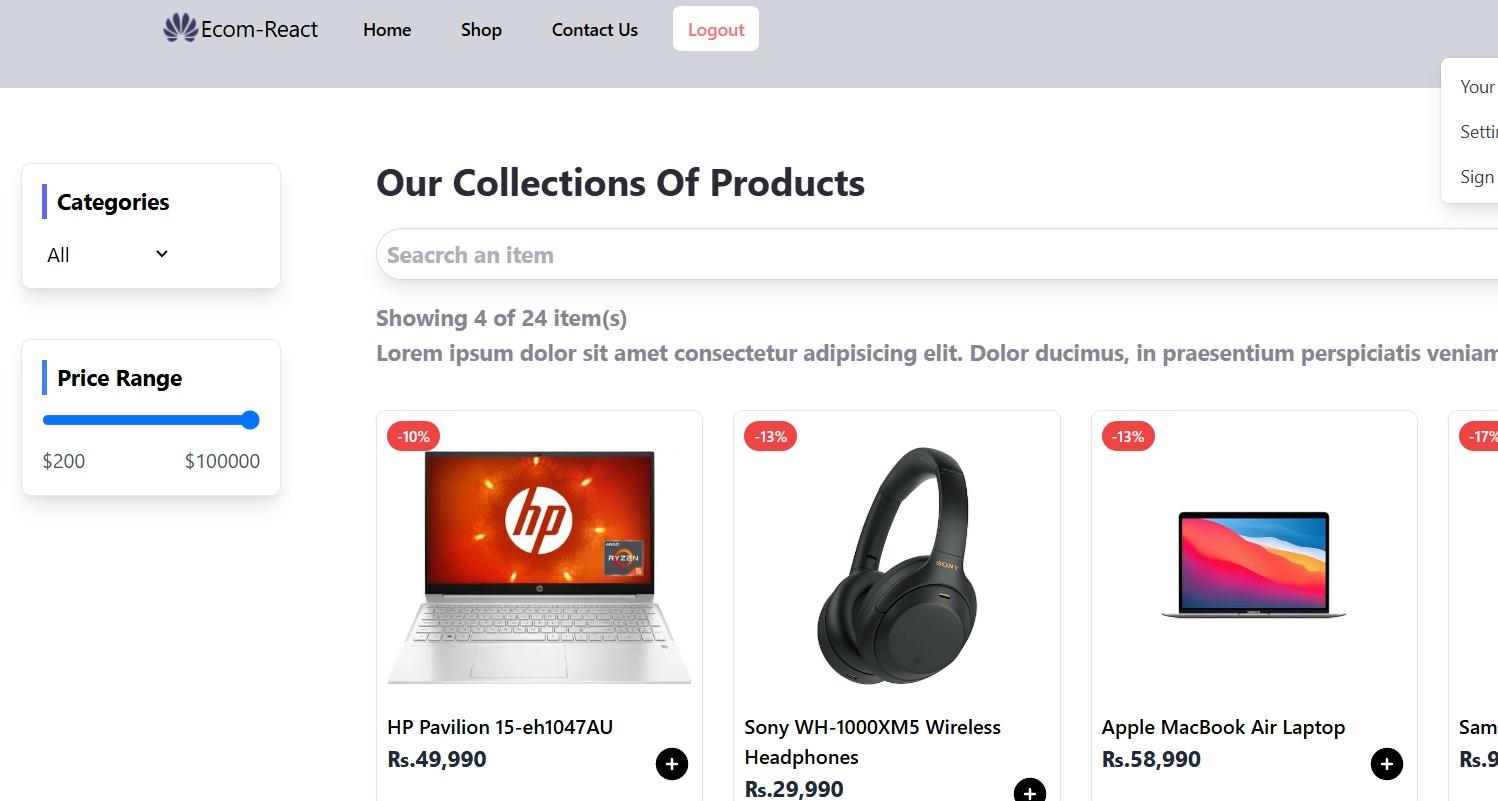 Ecom-React
Home
Shop
Contact Us
Logout
Your
Setti
Sign
Categories
All
Price Range
$200
$100000
Our Collections Of Products
Seacrch an item
Showing 4 of 24 item(s)
Lorem ipsum dolor sit amet consectetur adipisicing elit. Dolor ducimus, in praesentium perspiciatis veniam
-10%
hp
AMD
RYZEN
5
HP Pavilion 15-eh1047AU
Rs.49,990
-13%
SONY
Sony WH-1000XM5 Wireless
Headphones
Rs.29,990
-13%
Apple MacBook Air Laptop
Rs.58,990
-17%
Sam
Rs.9